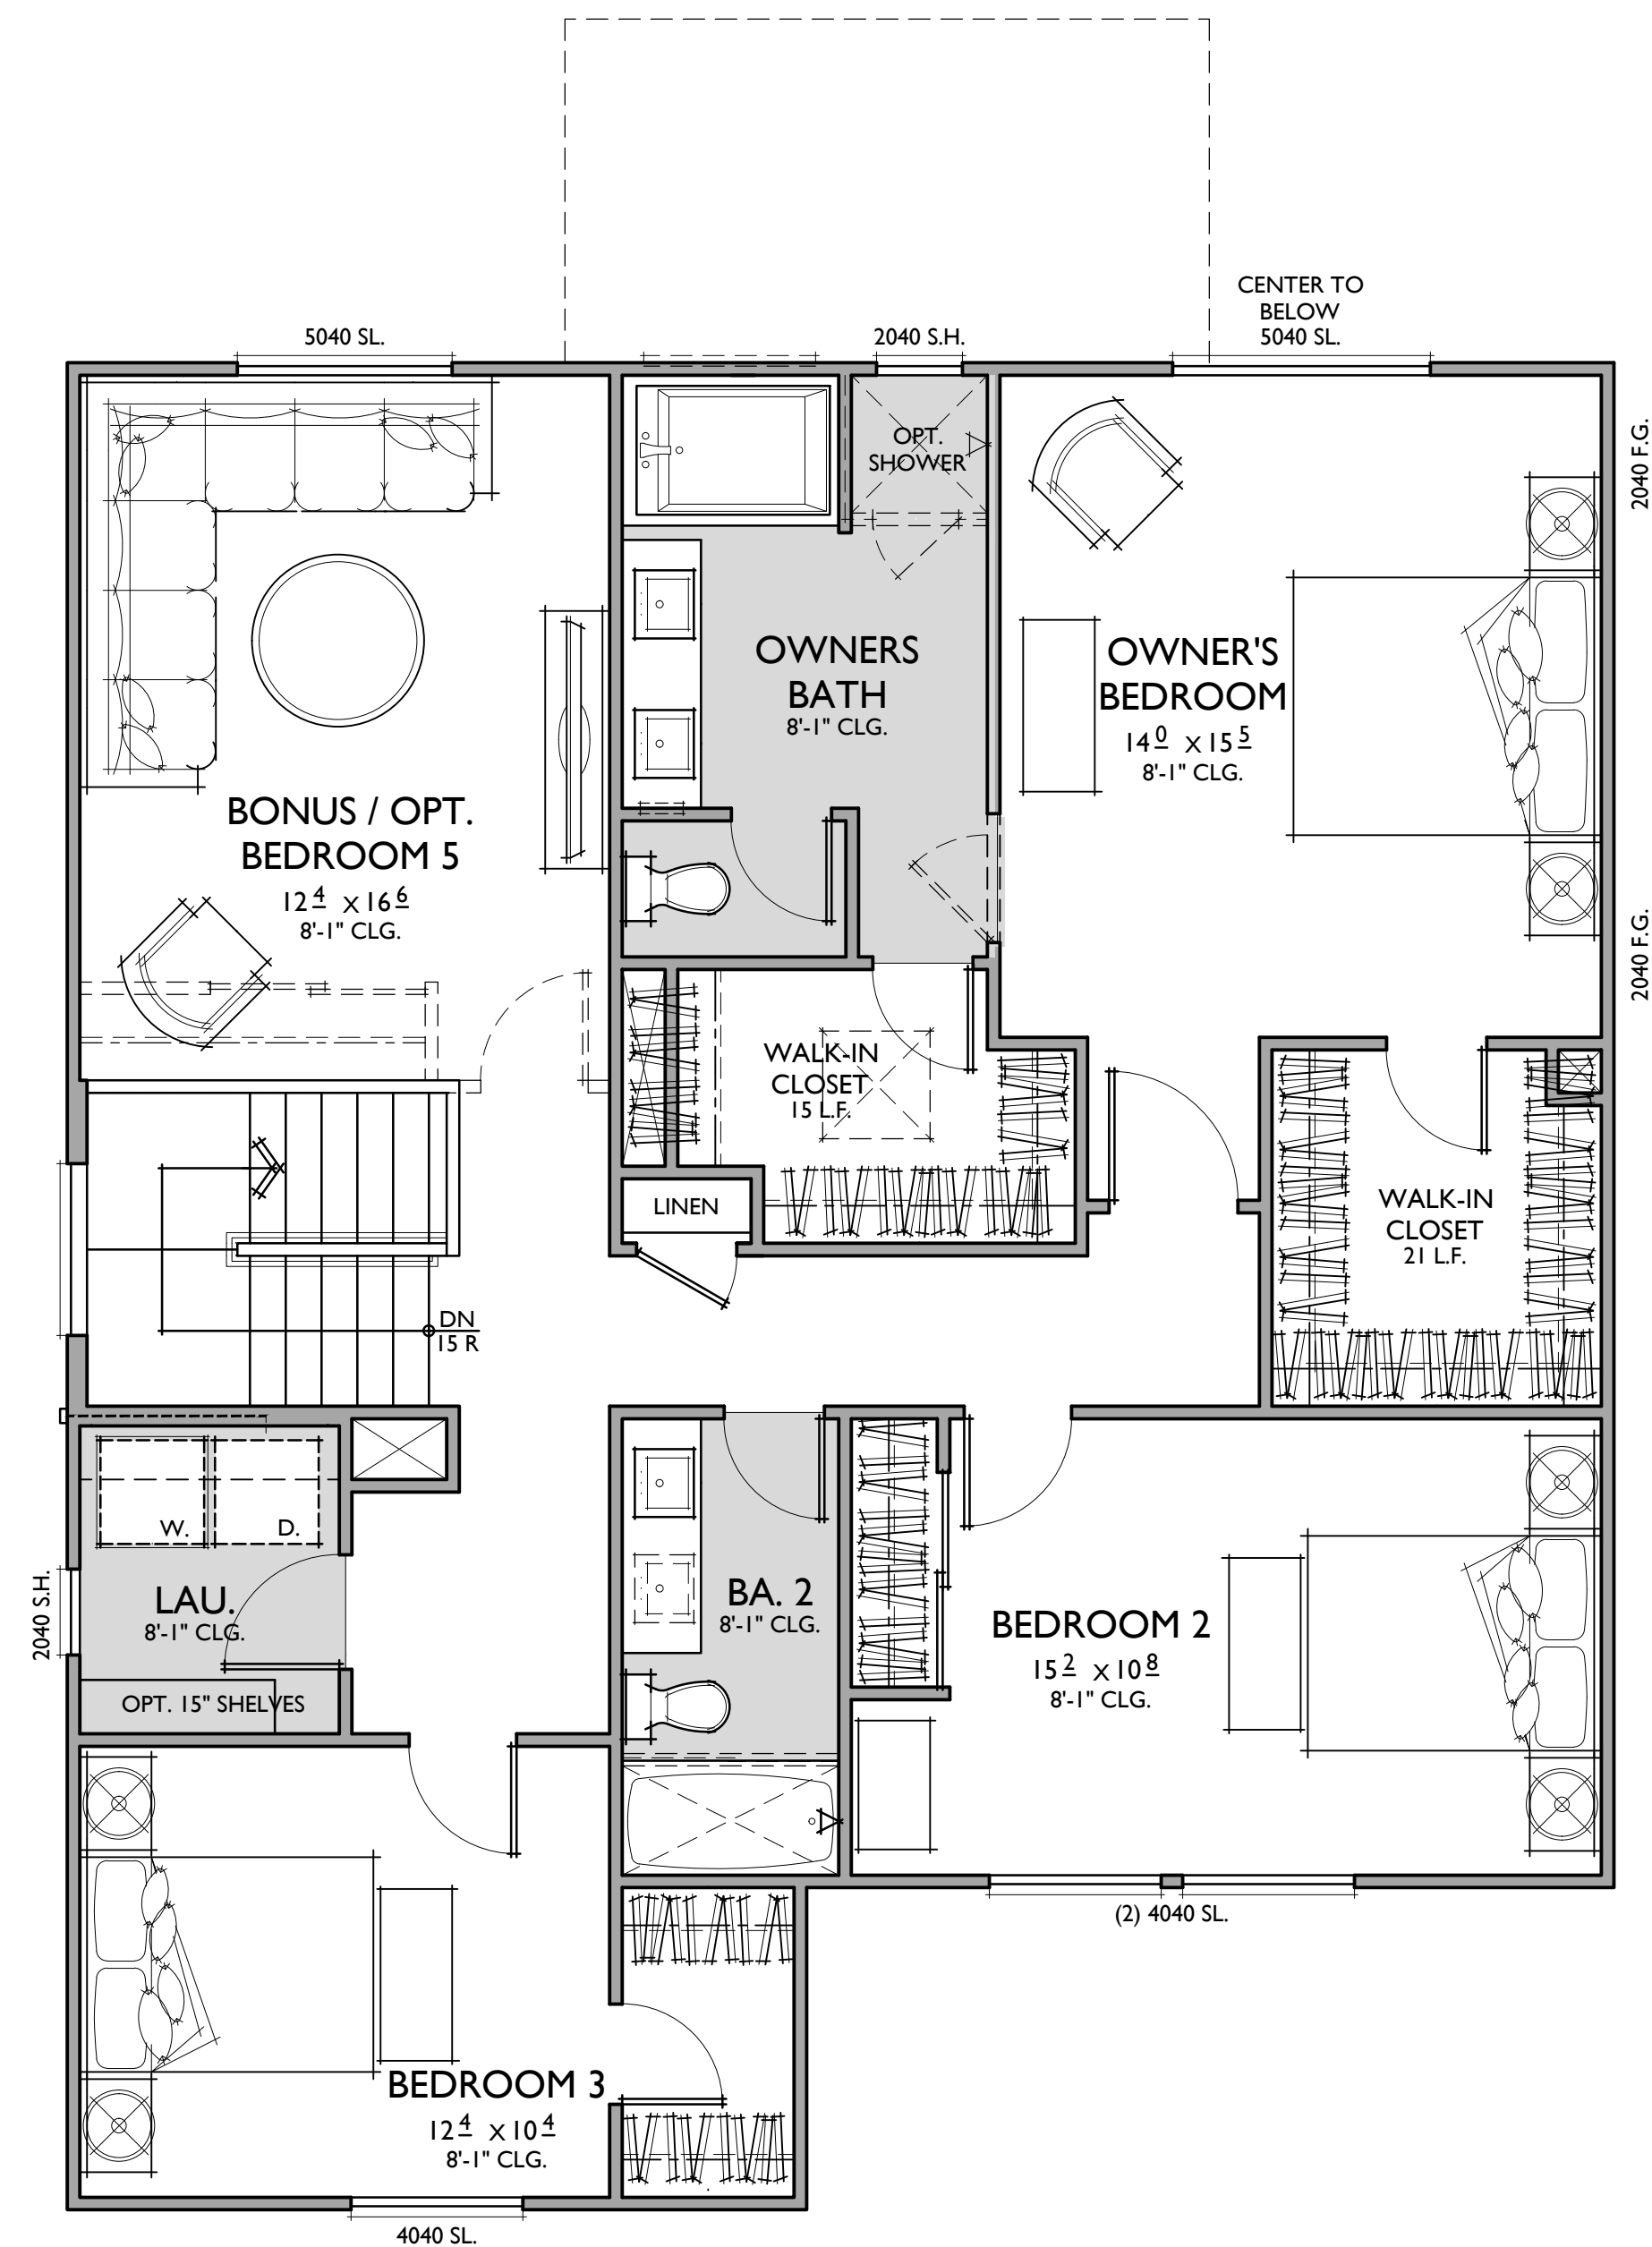 CENTER TO
BELOW
5040 SL.
5040 SL.
2040 S.H.
2040 F.G.
OPT.
SHOWER
OWNERS
BATH
8'-1" CLG.
OWNER'S
BEDROOM
14 0 X 15 5
8'-1" CLG.
BONUS / OPT.
BEDROOM 5
12 4 X 16 6
8'-1" CLG.
2040 F.G.
WALK-IN
CLOSET
15 L.F.
LINEN
WALK-IN
CLOSET
21 L.F.
DN
15 R
W.
D.
LAU.
8'-1" CLG.
2040 S.H.
OPT. 15" SHELVES
BA. 2
8'-1" CLG.
BEDROOM 2
15 2 X 10 8
8'-1" CLG.
(2) 4040 SL.
BEDROOM 3
12 4 X 10 4
8'-1" CLG.
4040 SL.